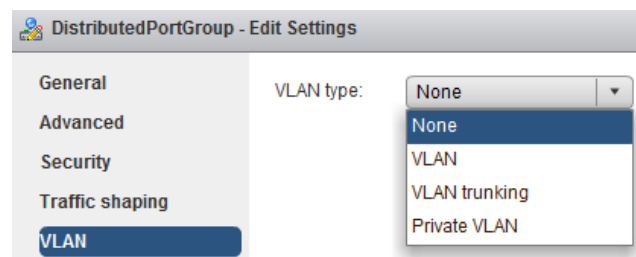 DistributedPortGroup - Edit Settings
General
Advanced
Security
Traffic shaping
VLAN
VLAN type:
None
None
VLAN
VLAN trunking
Private VLAN